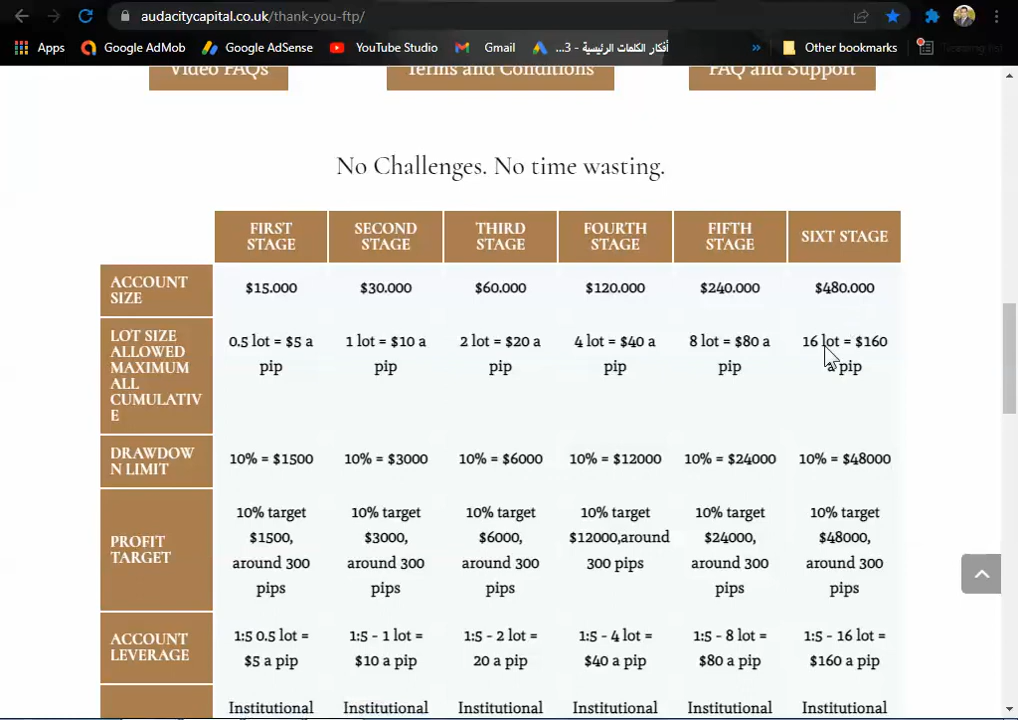 audacitycapital.co.uk/thank-you-ftp/
Apps Google AdMob Google AdSense YouTube Studio Gmail أفكار الكلمات الرئيسية - 3... » Other bookmarks
Video FAQs Terms and Conditions FAQ and Support
No Challenges. No time wasting.
FIRST SECOND THIRD FOURTH FIFTH SIXT STAGE
STAGE STAGE STAGE STAGE STAGE
ACCOUNT
SIZE
$15.000 $30.000 $60.000 $120.000 $240.000 $480.000
LOT SIZE
ALLOWED
MAXIMUM
ALL
CUMULATIV
E
0.5 lot = $5 a 1 lot = $10 a 2 lot = $20 a 4 lot = $40 a 8 lot = $80 a 16 lot = $160
pip pip pip pip pip a pip
DRAWDOW
N LIMIT
10% = $1500 10% = $3000 10% = $6000 10% = $12000 10% = $24000 10% = $48000
PROFIT
TARGET
10% target 10% target 10% target 10% target 10% target 10% target
$1500, $3000, $6000, $12000,around $24000, $48000,
around 300 around 300 around 300 300 pips around 300 around 300
pips pips pips pips pips
ACCOUNT
LEVERAGE
1:5 0.5 lot = 1:5 - 1 lot = 1:5 - 2 lot = 1:5 - 4 lot = 1:5 - 8 lot = 1:5 - 16 lot =
$5 a pip $10 a pip 20 a pip $40 a pip $80 a pip $160 a pip
Institutional Institutional Institutional Institutional Institutional Institutional